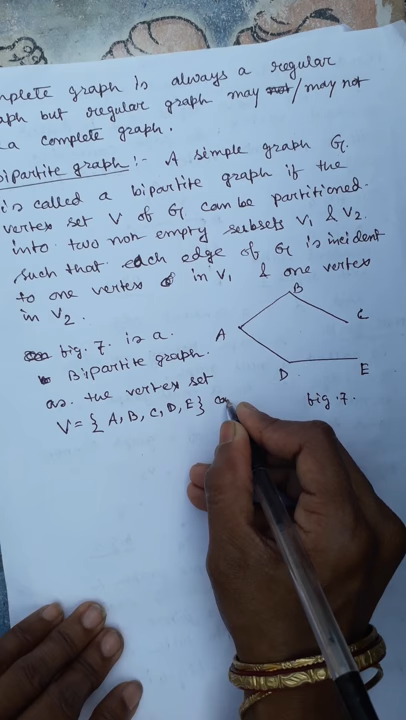 mplete graph is always a regular
aph but regular graph may / may not
a complete graph.
Bipartite graph :- A simple graph G.
is called a bipartite graph if the
vertex set V of G can be partitioned.
into two non empty subsets V1 & V2.
such that each edge of G is incident
to one vertex in V1 & one vertex
in V2.
fig. 7. is a.
Bipartite graph.
as the vertex set
V = { A, B, C, D, E }
B
C
A
D
E
fig. 7.